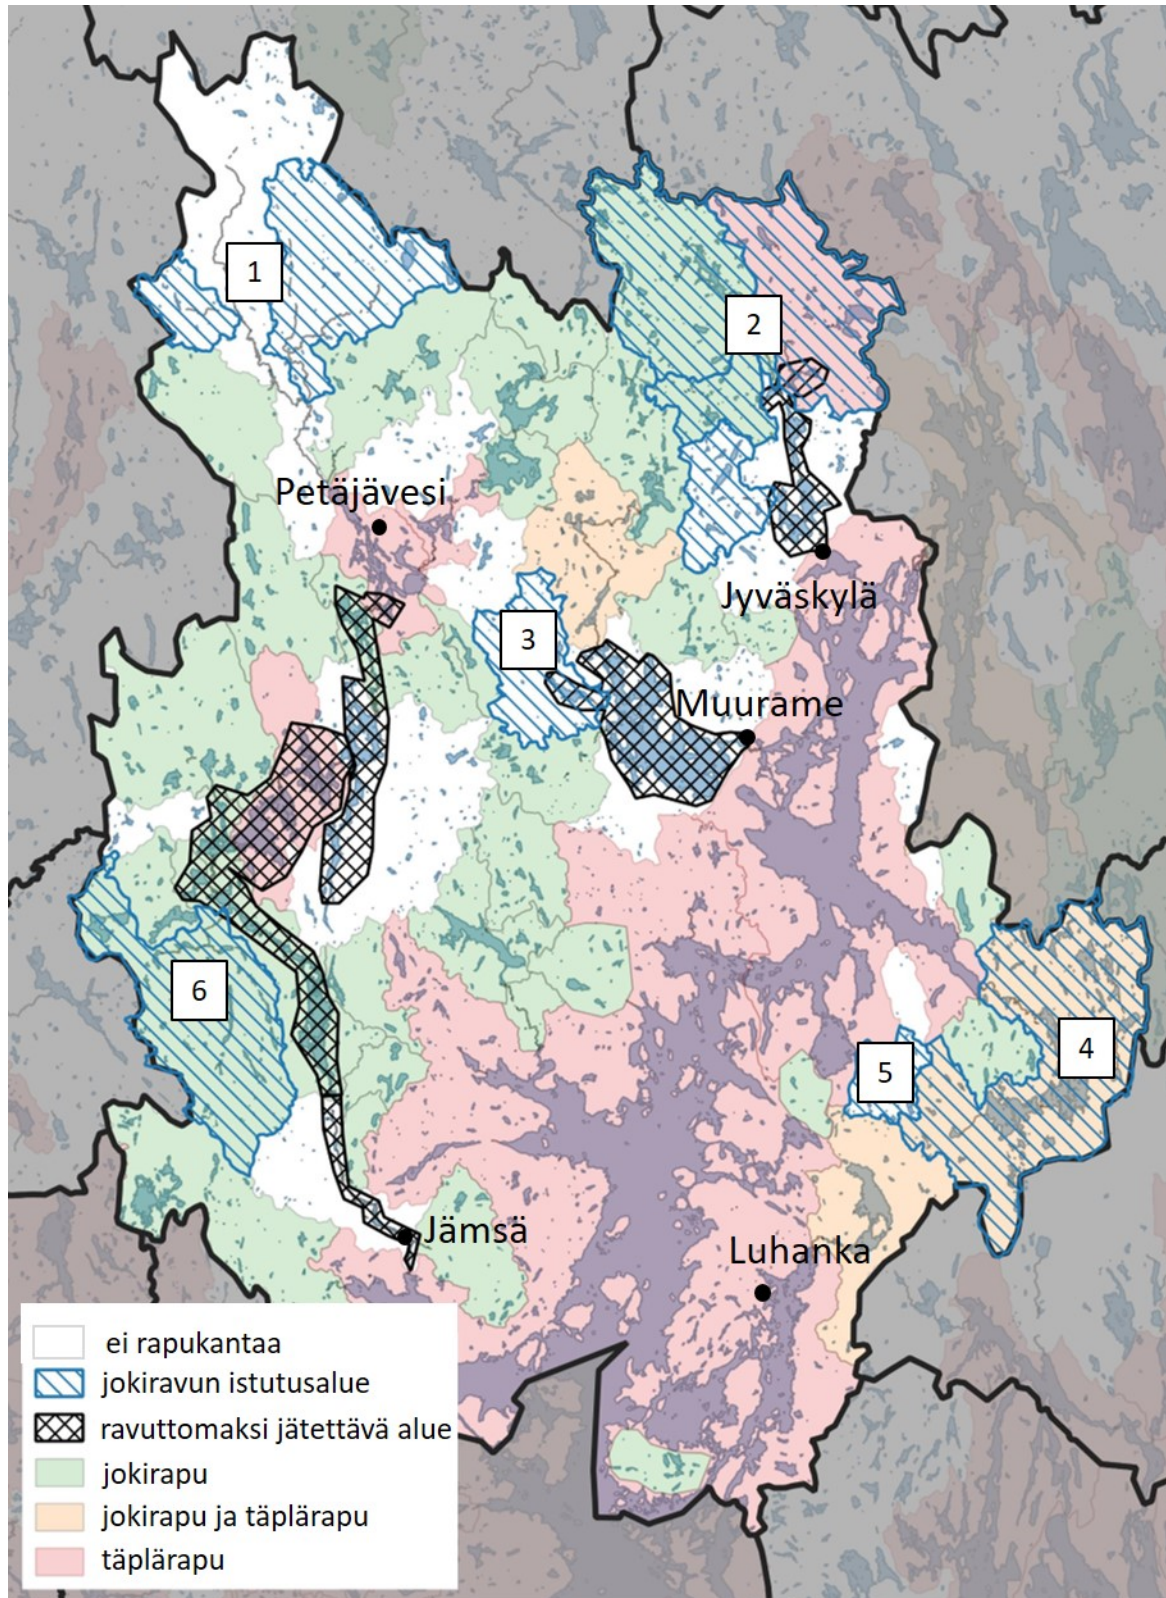 1
2
Petäjävesi
Jyväskylä
3
Muurame
6
4
5
Jämsä
Luhanka
ei rapukantaa
jokiravun istutusalue
ravuttomaksi jätettävä alue
jokirapu
jokirapu ja täplärapu
täplärapu